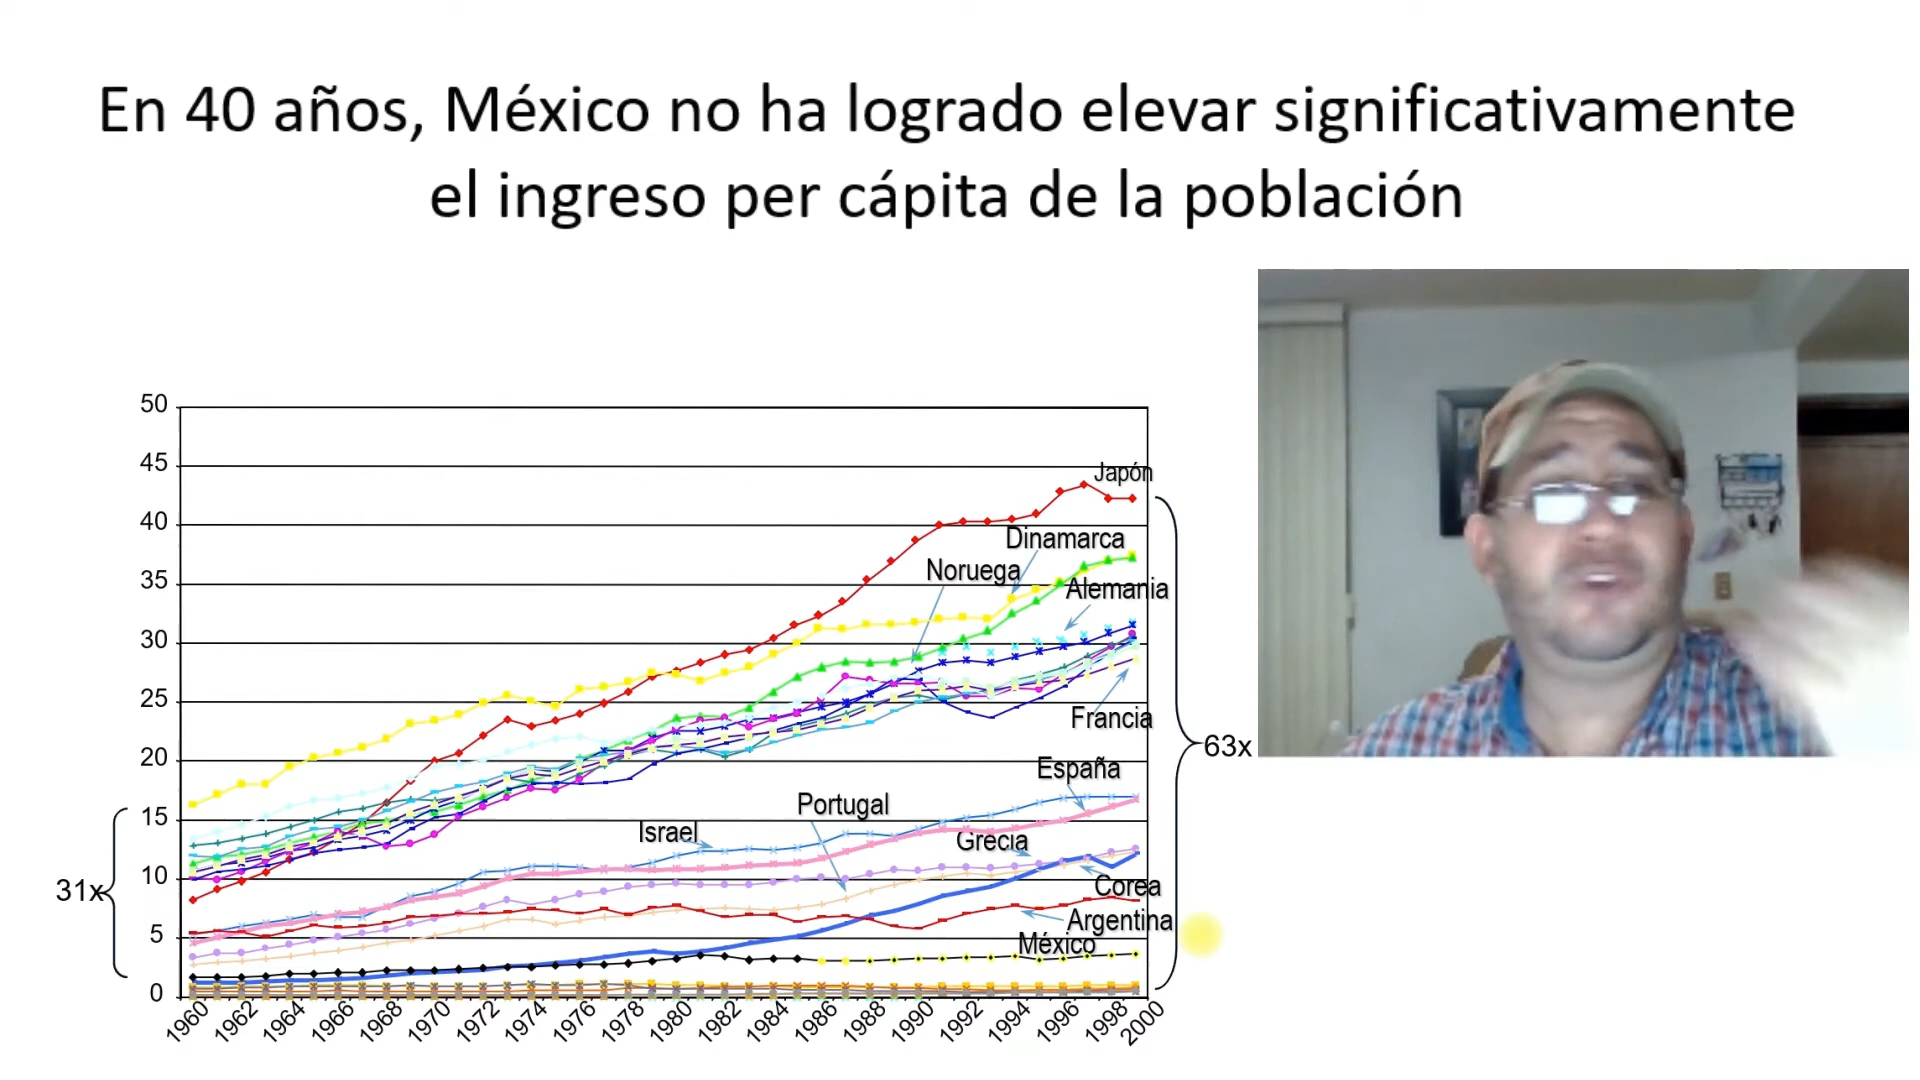 En 40 años, México no ha logrado elevar significativamente
el ingreso per cápita de la población
50
45
40
35
30
25
20
15
10
5
0
31x
63x
Japón
Dinamarca
Noruega
Alemania
Francia
España
Portugal
Israel
Grecia
Corea
Argentina
México
1960
1962
1964
1966
1968
1970
1972
1974
1976
1978
1980
1982
1984
1986
1988
1990
1992
1994
1996
1998
2000